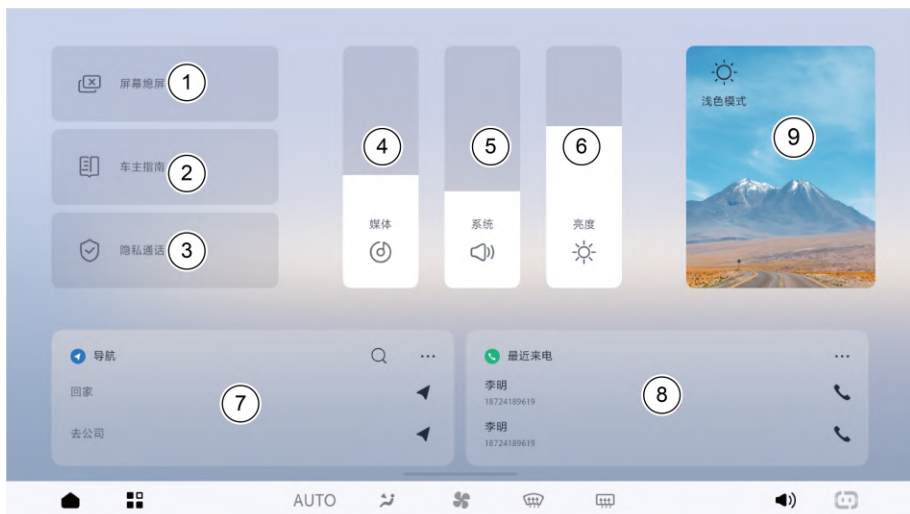 屏幕熄屏
1
车主指南
2
隐私通话
3
4
媒体
5
系统
6
亮度
浅色模式
9
导航
回家
7
去公司
最近来电
李明
18724189619
8
李明
18724189619
AUTO